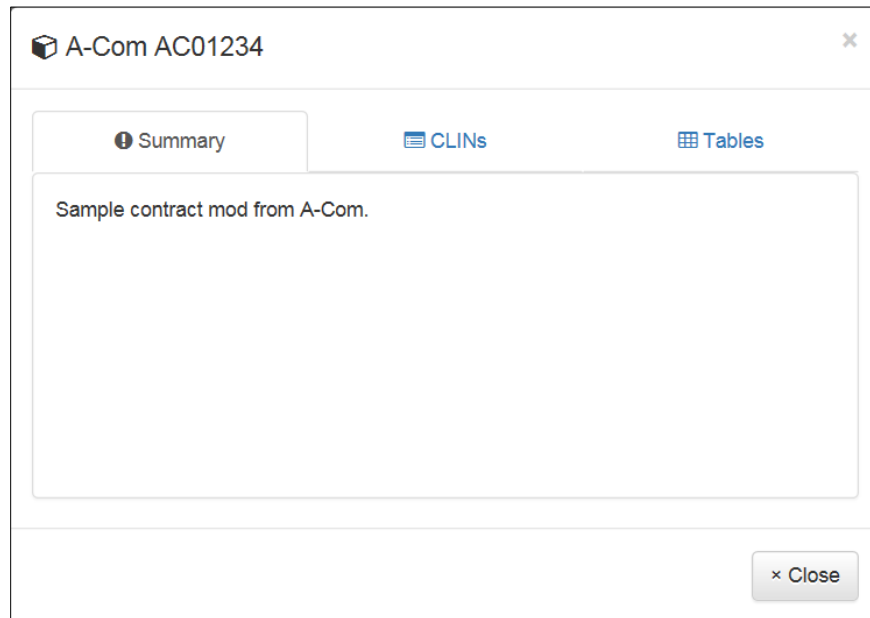 A-Com AC01234
×
Summary
CLINs
Tables
Sample contract mod from A-Com.
× Close